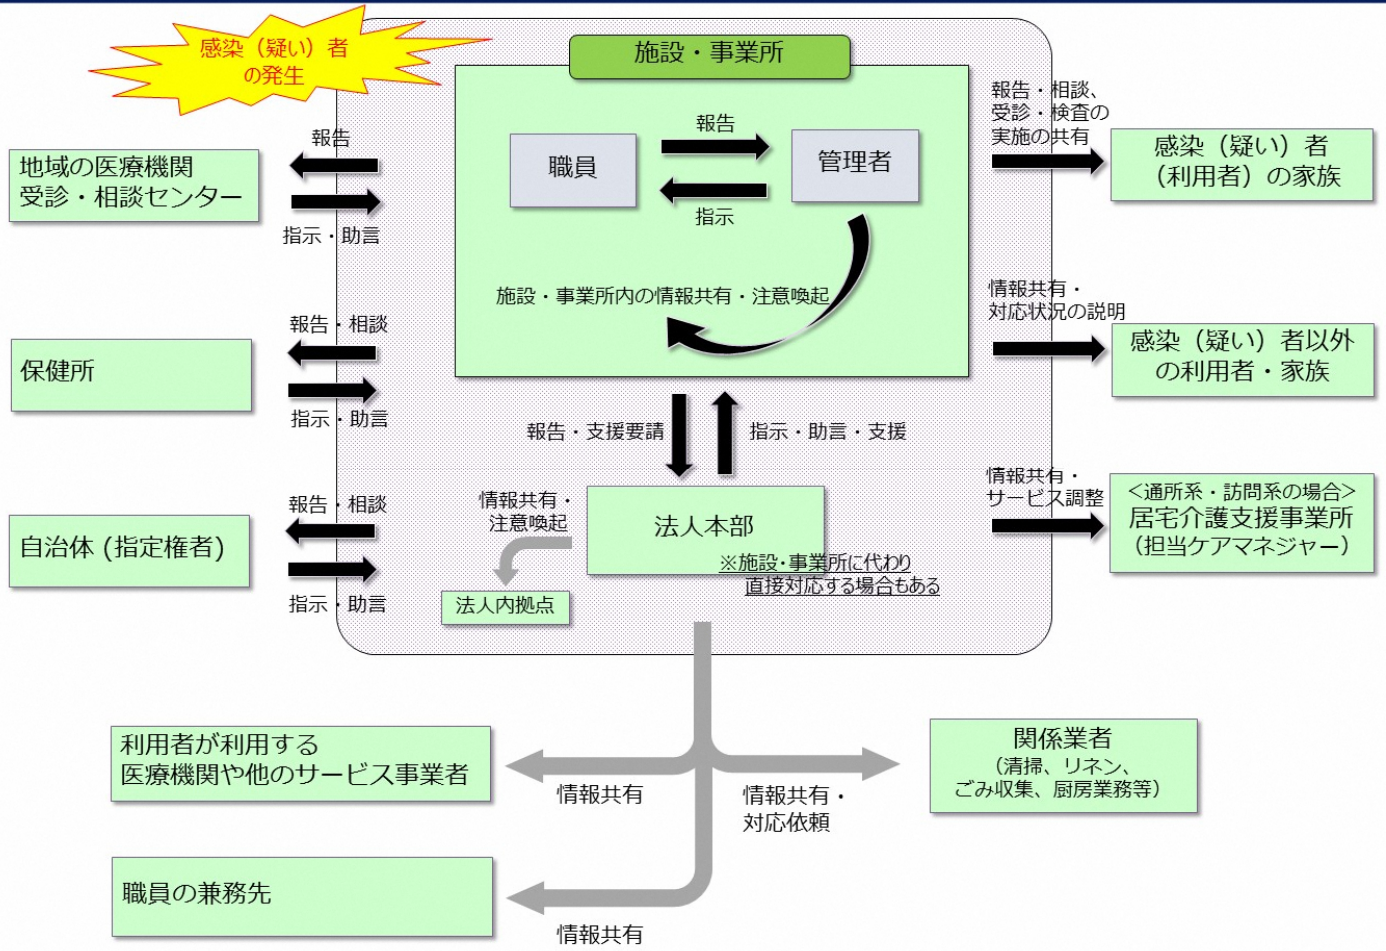 感染（疑い）者
の発生
施設・事業所
職員
報告
指示
管理者
施設・事業所内の情報共有・注意喚起
報告
地域の医療機関
受診・相談センター
指示・助言
報告・相談
保健所
指示・助言
報告・相談
自治体 (指定権者)
指示・助言
報告・相談、
受診・検査の
実施の共有
感染（疑い）者
（利用者）の家族
情報共有・
対応状況の説明
感染（疑い）者以外
の利用者・家族
情報共有・
サービス調整
＜通所系・訪問系の場合＞
居宅介護支援事業所
（担当ケアマネジャー）
報告・支援要請
指示・助言・支援
情報共有・
注意喚起
法人本部
※施設・事業所に代わり
直接対応する場合もある
法人内拠点
利用者が利用する
医療機関や他のサービス事業者
情報共有
情報共有・
対応依頼
関係業者
（清掃、リネン、
ごみ収集、厨房業務等）
職員の兼務先
情報共有